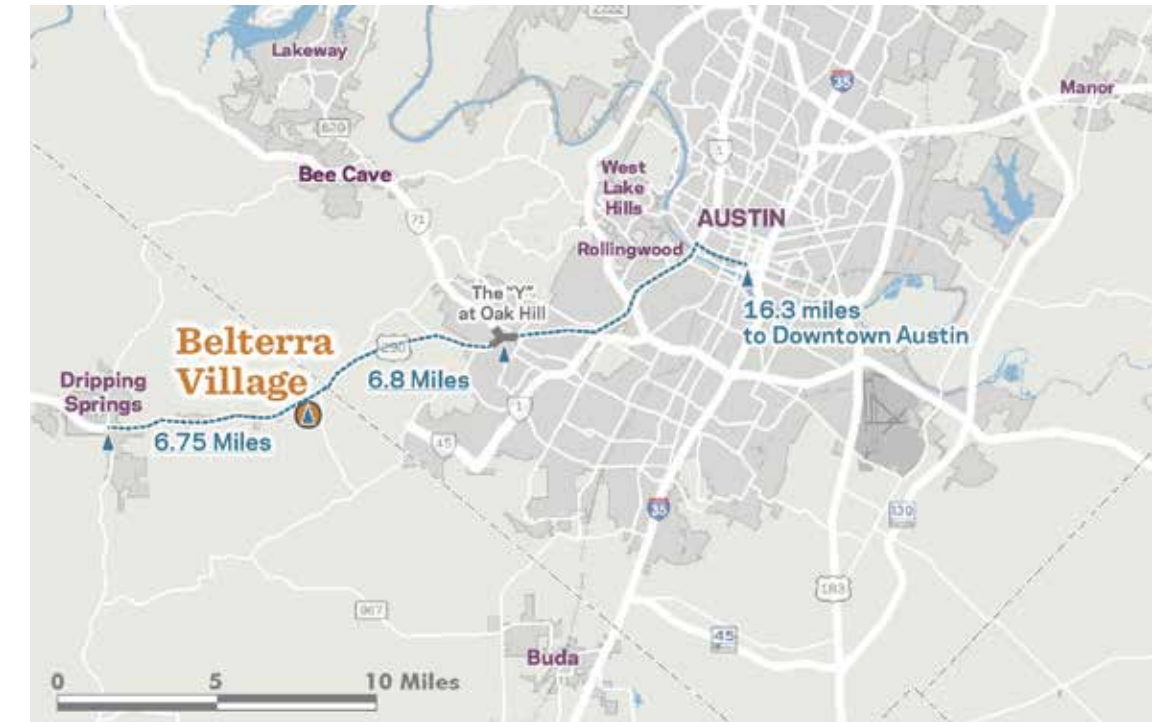 Lakeway
35
Manor
620
Bee Cave
West
Lake
Hills
1
AUSTIN
71
Rollingwood
The "Y"
at Oak Hill
16.3 miles
to Downtown Austin
Belterra
Village
290
6.8 Miles
Dripping
Springs
6.75 Miles
1
45
35
130
183
967
45
Buda
0 5 10 Miles